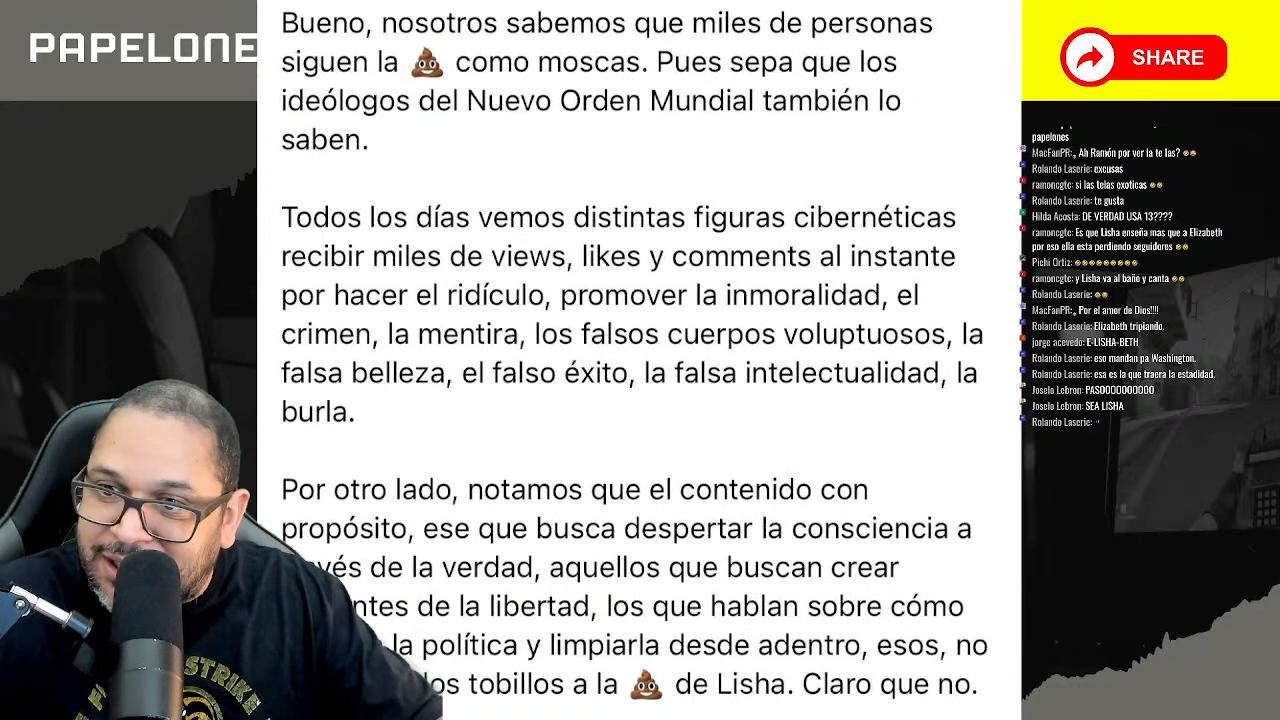 PAPELONE
Bueno, nosotros sabemos que miles de personas
siguen la 💩 como moscas. Pues sepa que los
ideólogos del Nuevo Orden Mundial también lo
saben.
Todos los días vemos distintas figuras cibernéticas
recibir miles de views, likes y comments al instante
por hacer el ridículo, promover la inmoralidad, el
crimen, la mentira, los falsos cuerpos voluptuosos, la
falsa belleza, el falso éxito, la falsa intelectualidad, la
burla.
Por otro lado, notamos que el contenido con
propósito, ese que busca despertar la consciencia a
vés de la verdad, aquellos que buscan crear
ntes de la libertad, los que hablan sobre cómo
la política y limpiarla desde adentro, esos, no
los tobillos a la 💩 de Lisha. Claro que no.
STRIKE
SHARE
papelones
MacFanPR:,, Ah Ramón por ver la te las? 😂😂
Rolando Laserie: excusas
ramoncgtc: si las telas exoticas 😂😂
Rolando Laserie: te gusta
Hilda Acosta: DE VERDAD USA 13????
ramoncgtc: Es que Lisha enseña mas que a Elizabeth
por eso ella esta perdiendo seguidores 😂😂
Pichi Ortiz: 😂😂😂😂😂😂😂😂😂
ramoncgtc: y Lisha va al baño y canta 😂😂
Rolando Laserie: 😂😂
MacFanPR:,, Por el amor de Dios!!!!
Rolando Laserie: Elizabeth tripiando.
jorge acevedo: E-LISHA-BETH
Rolando Laserie: eso mandan pa Washington.
Rolando Laserie: esa es la que traera la estadidad.
Joselo Lebron: PASOOOOOOOOO
Joselo Lebron: SEA LISHA
Rolando Laserie: